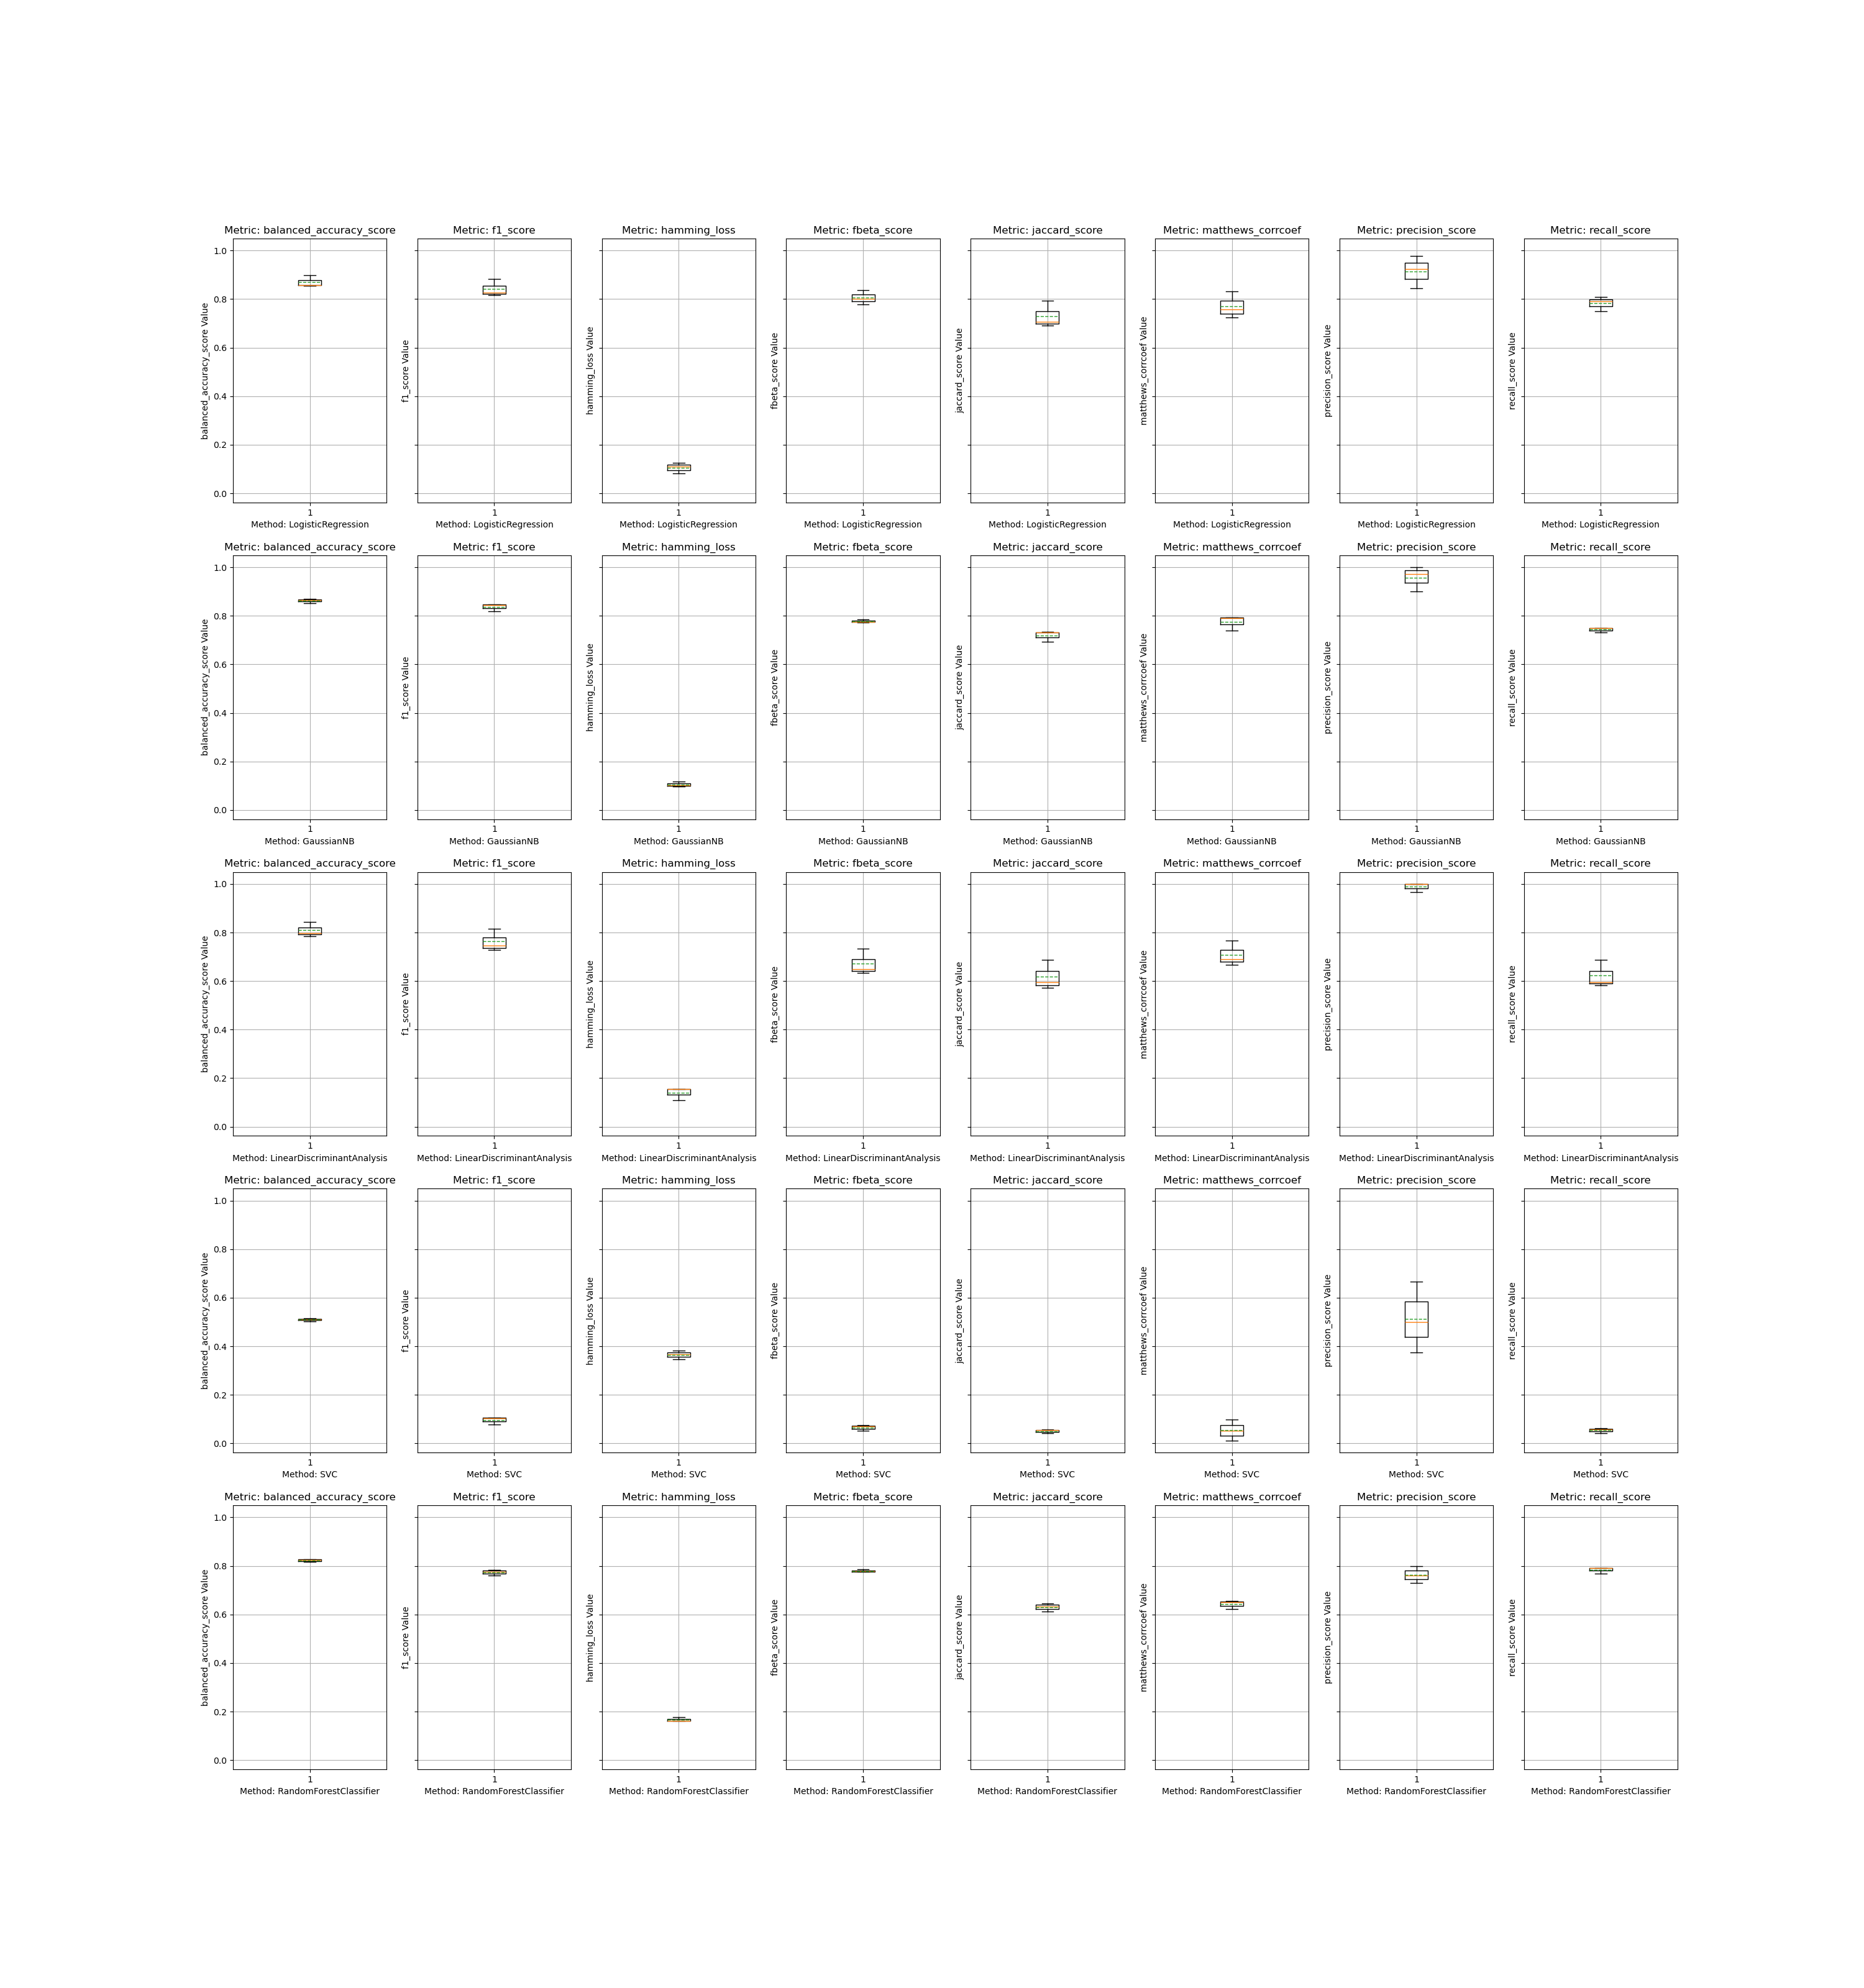 Metric: balanced_accuracy_score Metric: f1_score Metric: hamming_loss Metric: fbeta_score Metric: jaccard_score Metric: matthews_corrcoef Metric: precision_score Metric: recall_score
balanced_accuracy_score Value
1.0
0.8
0.6
0.4
0.2
0.0
f1_score Value
hamming_loss Value
fbeta_score Value
jaccard_score Value
matthews_corrcoef Value
precision_score Value
recall_score Value
1 1 1 1 1 1 1 1
Method: LogisticRegression Method: LogisticRegression Method: LogisticRegression Method: LogisticRegression Method: LogisticRegression Method: LogisticRegression Method: LogisticRegression Method: LogisticRegression
Metric: balanced_accuracy_score Metric: f1_score Metric: hamming_loss Metric: fbeta_score Metric: jaccard_score Metric: matthews_corrcoef Metric: precision_score Metric: recall_score
balanced_accuracy_score Value
1.0
0.8
0.6
0.4
0.2
0.0
f1_score Value
hamming_loss Value
fbeta_score Value
jaccard_score Value
matthews_corrcoef Value
precision_score Value
recall_score Value
1 1 1 1 1 1 1 1
Method: GaussianNB Method: GaussianNB Method: GaussianNB Method: GaussianNB Method: GaussianNB Method: GaussianNB Method: GaussianNB Method: GaussianNB
Metric: balanced_accuracy_score Metric: f1_score Metric: hamming_loss Metric: fbeta_score Metric: jaccard_score Metric: matthews_corrcoef Metric: precision_score Metric: recall_score
balanced_accuracy_score Value
1.0
0.8
0.6
0.4
0.2
0.0
f1_score Value
hamming_loss Value
fbeta_score Value
jaccard_score Value
matthews_corrcoef Value
precision_score Value
recall_score Value
1 1 1 1 1 1 1 1
Method: LinearDiscriminantAnalysis Method: LinearDiscriminantAnalysis Method: LinearDiscriminantAnalysis Method: LinearDiscriminantAnalysis Method: LinearDiscriminantAnalysis Method: LinearDiscriminantAnalysis Method: LinearDiscriminantAnalysis Method: LinearDiscriminantAnalysis
Metric: balanced_accuracy_score Metric: f1_score Metric: hamming_loss Metric: fbeta_score Metric: jaccard_score Metric: matthews_corrcoef Metric: precision_score Metric: recall_score
balanced_accuracy_score Value
1.0
0.8
0.6
0.4
0.2
0.0
f1_score Value
hamming_loss Value
fbeta_score Value
jaccard_score Value
matthews_corrcoef Value
precision_score Value
recall_score Value
1 1 1 1 1 1 1 1
Method: SVC Method: SVC Method: SVC Method: SVC Method: SVC Method: SVC Method: SVC Method: SVC
Metric: balanced_accuracy_score Metric: f1_score Metric: hamming_loss Metric: fbeta_score Metric: jaccard_score Metric: matthews_corrcoef Metric: precision_score Metric: recall_score
balanced_accuracy_score Value
1.0
0.8
0.6
0.4
0.2
0.0
f1_score Value
hamming_loss Value
fbeta_score Value
jaccard_score Value
matthews_corrcoef Value
precision_score Value
recall_score Value
1 1 1 1 1 1 1 1
Method: RandomForestClassifier Method: RandomForestClassifier Method: RandomForestClassifier Method: RandomForestClassifier Method: RandomForestClassifier Method: RandomForestClassifier Method: RandomForestClassifier Method: RandomForestClassifier